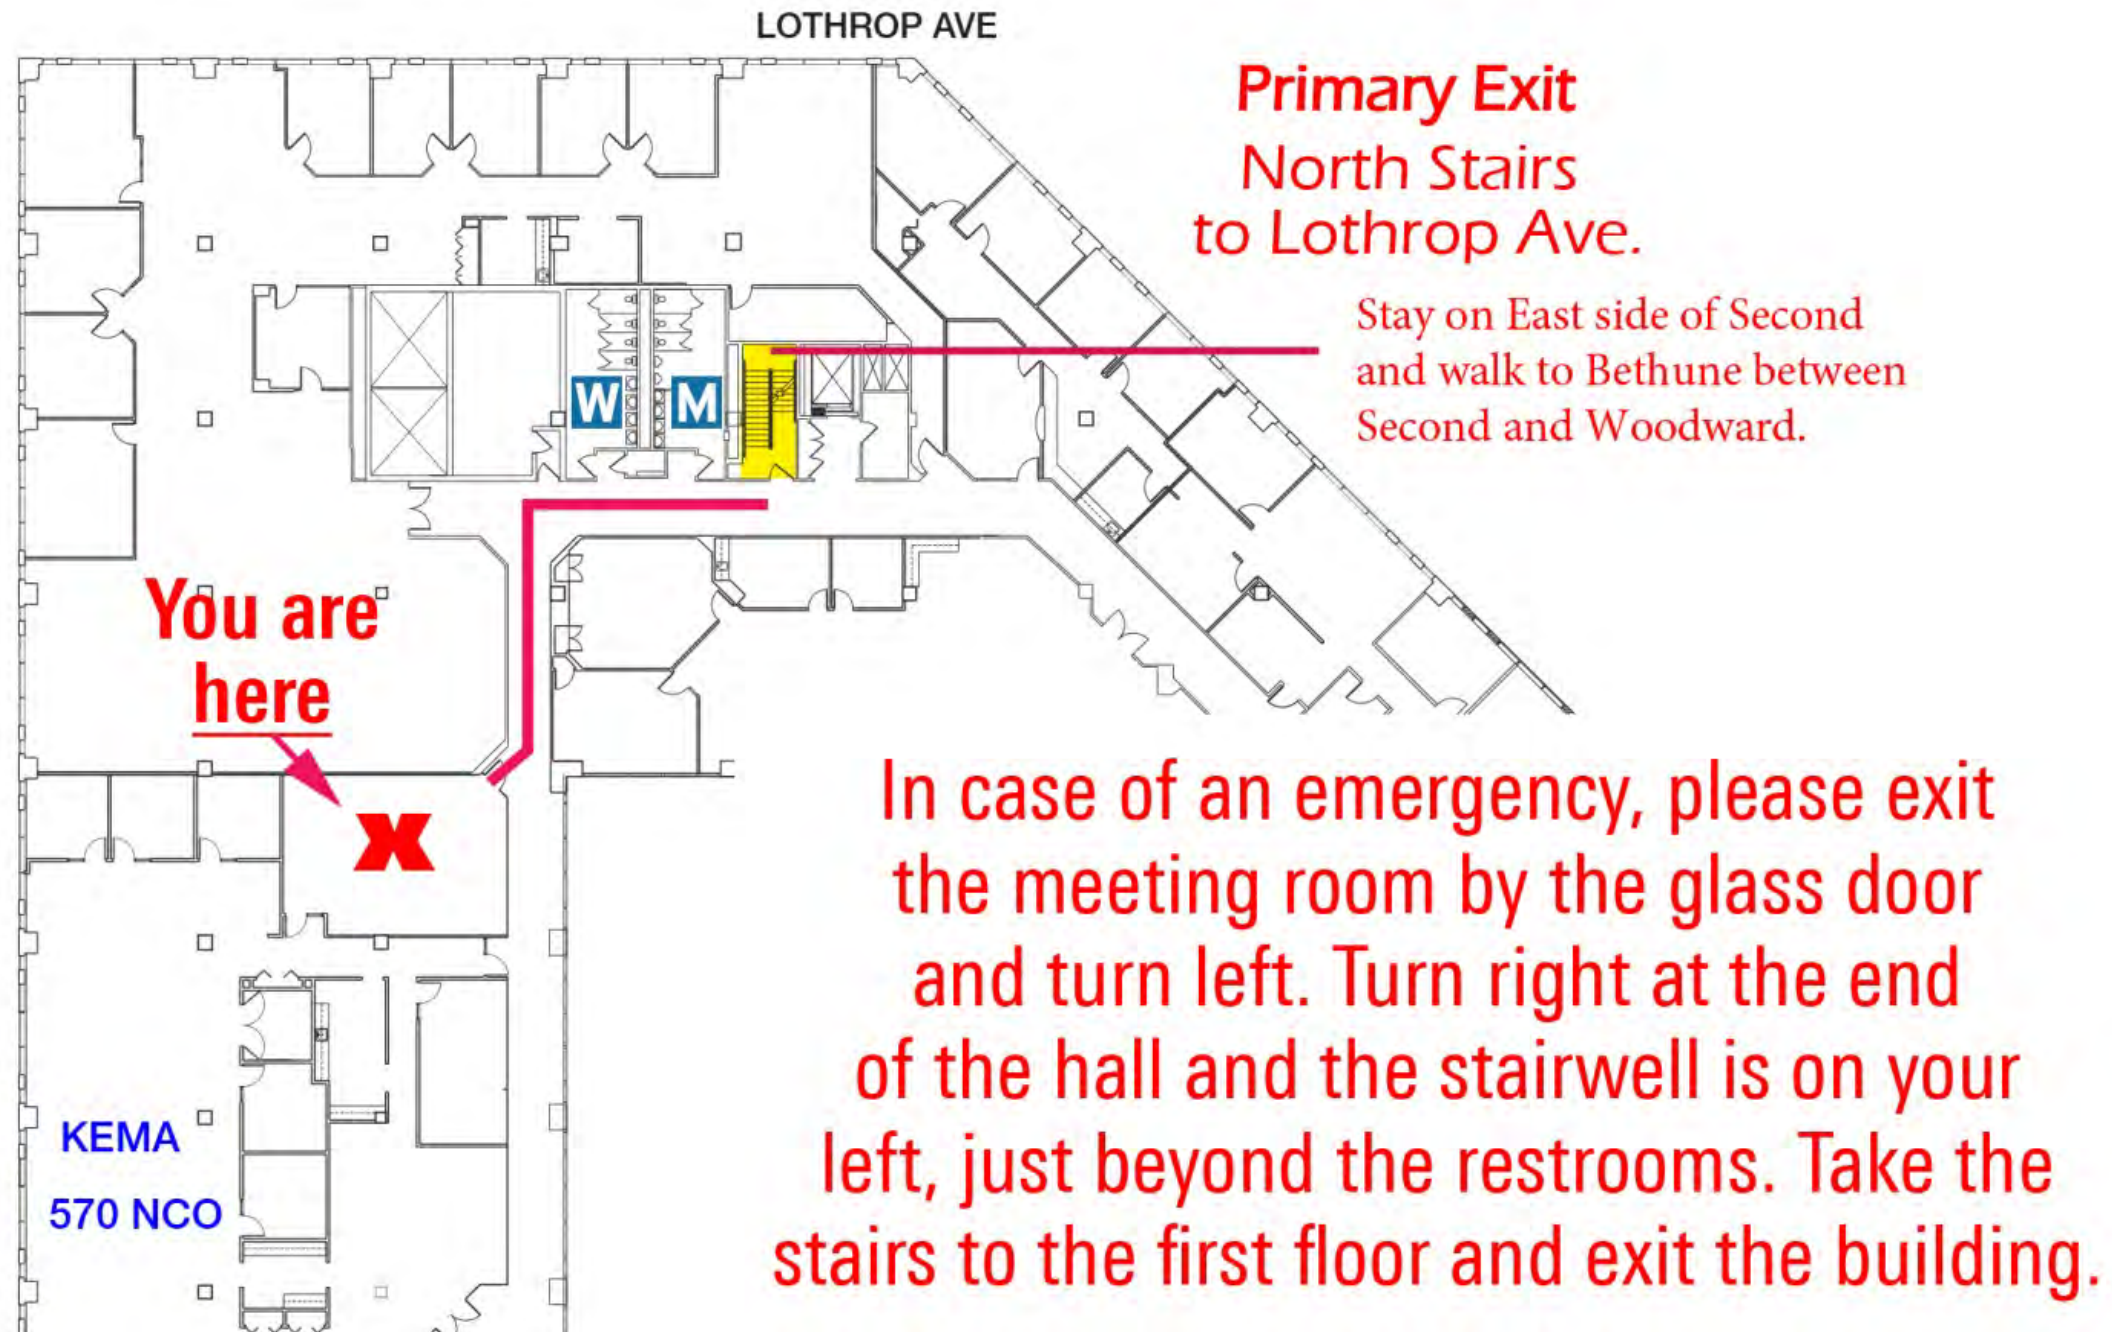 LOTHROP AVE
Primary Exit
North Stairs
to Lothrop Ave.
Stay on East side of Second
and walk to Bethune between
Second and Woodward.
W
M
You are
here
X
In case of an emergency, please exit
the meeting room by the glass door
and turn left. Turn right at the end
of the hall and the stairwell is on your
left, just beyond the restrooms. Take the
stairs to the first floor and exit the building.
KEMA
570 NCO